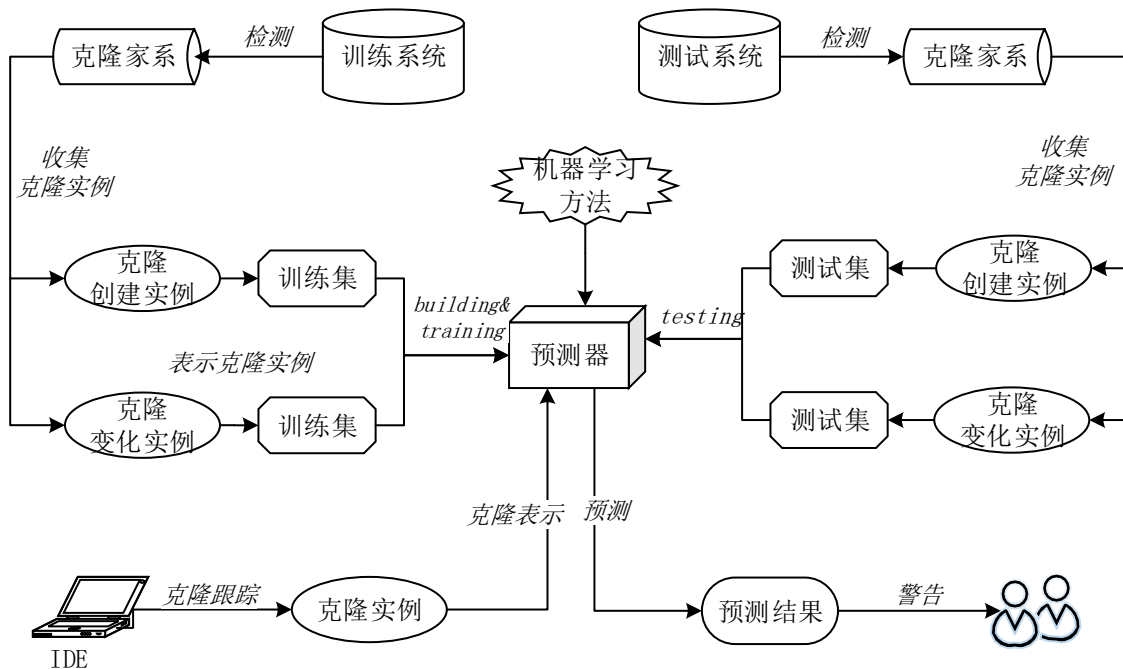 克隆家系
检测
训练系统
测试系统
检测
克隆家系
收集
克隆实例
机器学习
方法
收集
克隆实例
克隆
创建实例
训练集
building&
training
testing
测试集
克隆
创建实例
预测器
表示克隆实例
克隆
变化实例
训练集
测试集
克隆
变化实例
克隆表示
预测
克隆跟踪
克隆实例
预测结果
警告
IDE